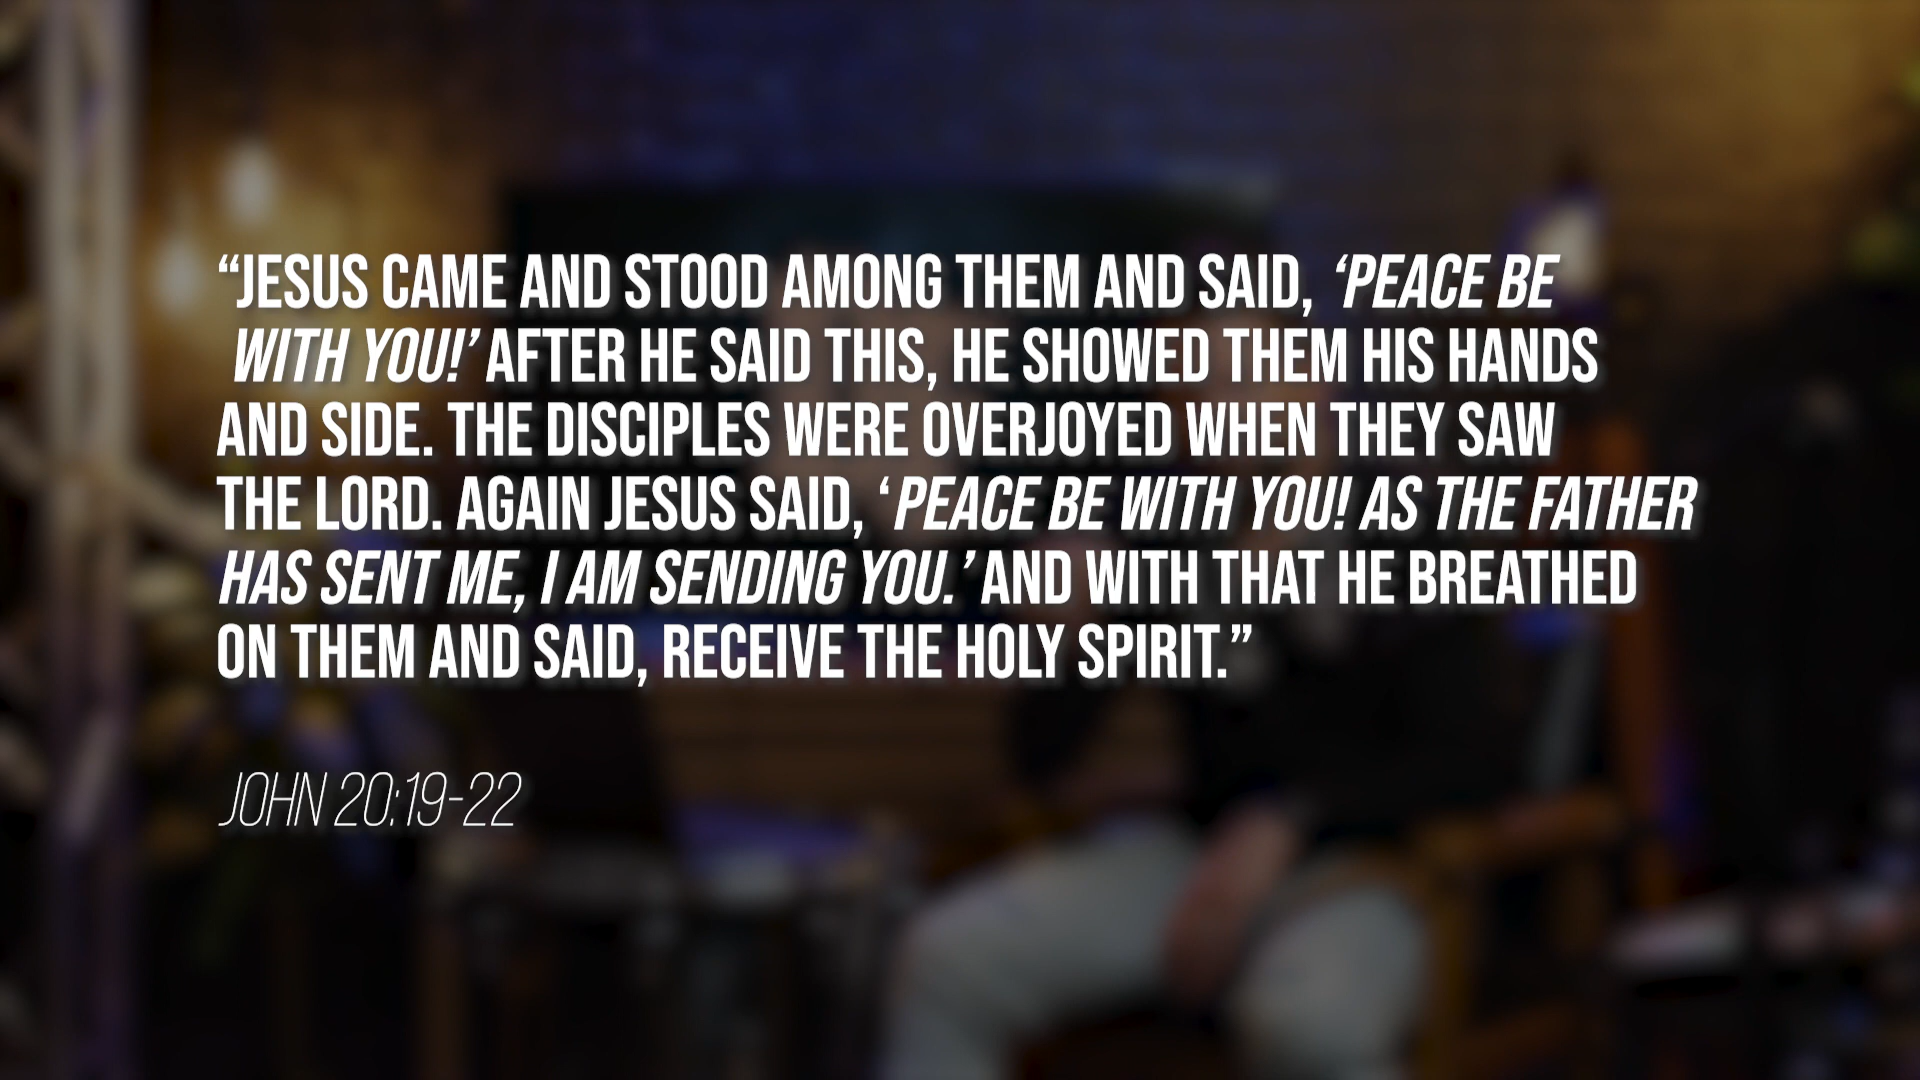 “JESUS CAME AND STOOD AMONG THEM AND SAID, ‘PEACE BE
WITH YOU!’ AFTER HE SAID THIS, HE SHOWED THEM HIS HANDS
AND SIDE. THE DISCIPLES WERE OVERJOYED WHEN THEY SAW
THE LORD. AGAIN JESUS SAID, ‘PEACE BE WITH YOU! AS THE FATHER
HAS SENT ME, I AM SENDING YOU.’ AND WITH THAT HE BREATHED
ON THEM AND SAID, RECEIVE THE HOLY SPIRIT.”
JOHN 20:19-22